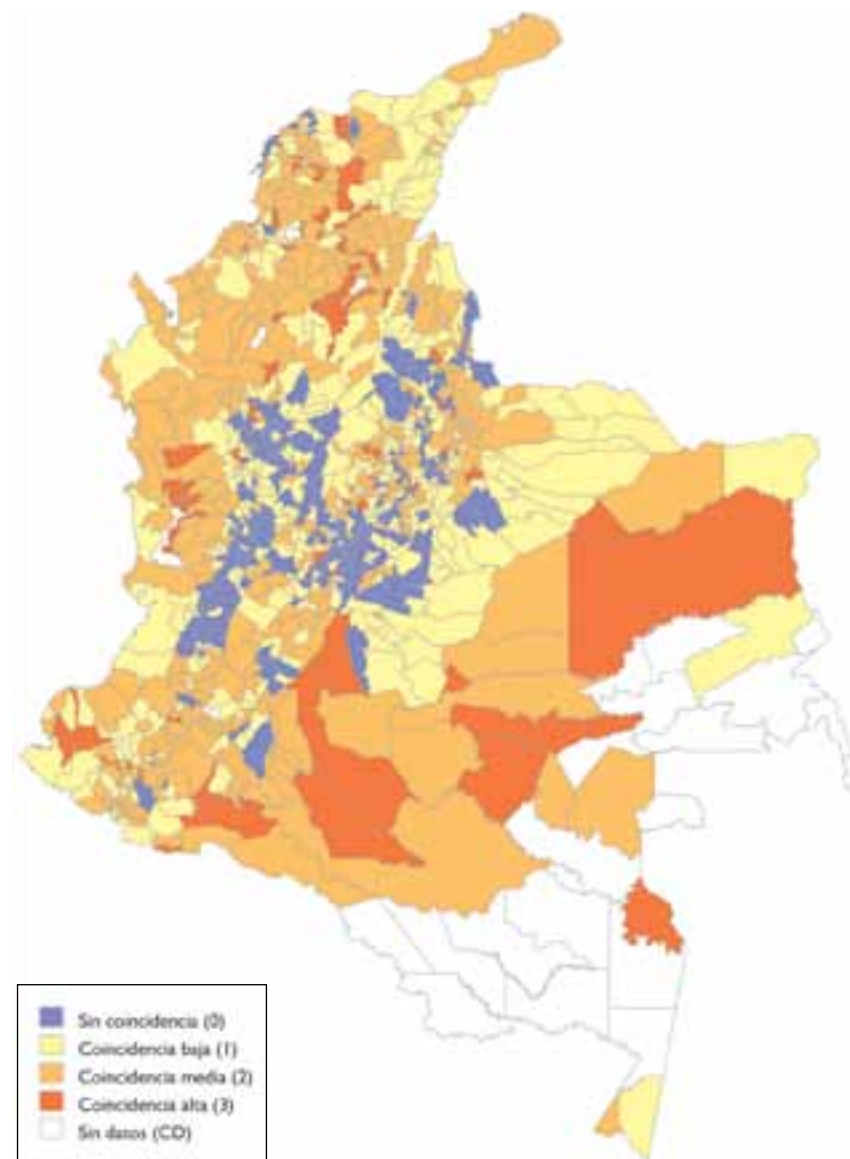 Sin coincidencia (0)
Coincidencia baja (1)
Coincidencia media (2)
Coincidencia alta (3)
Sin datos (CD)